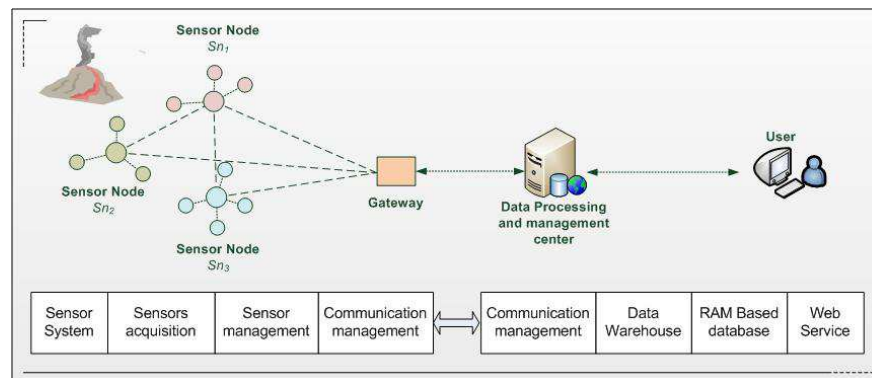 Sensor Node
Sn1
User
Sensor Node
Sn2
Gateway
Data Processing
and management
center
Sensor Node
Sn3
Sensor
System
Sensors
acquisition
Sensor
management
Communication
management
Communication
management
Data
Warehouse
RAM Based
database
Web
Service